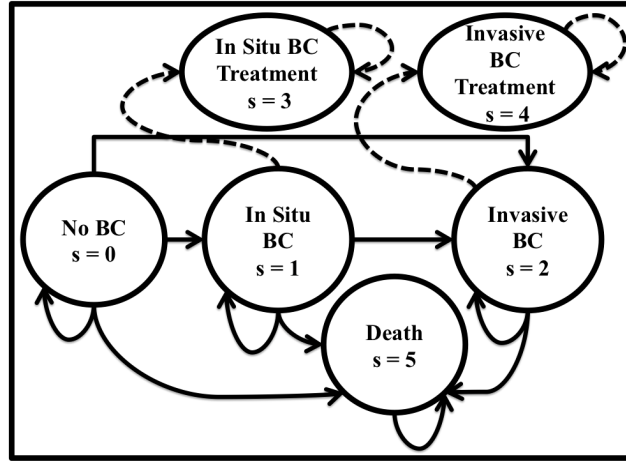 In Situ BC
Treatment
s = 3
Invasive
BC
Treatment
s = 4
No BC
s = 0
In Situ
BC
s = 1
Invasive
BC
s = 2
Death
s = 5